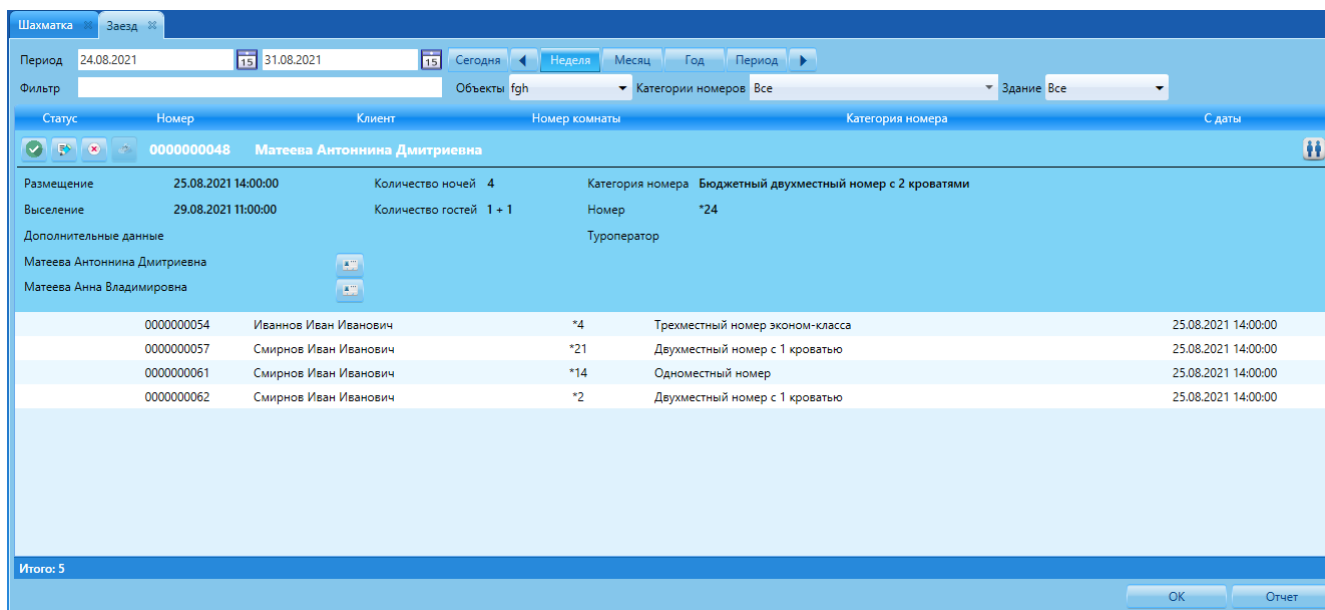 Шахматка Заезд
Период 24.08.2021 15 31.08.2021 15 Сегодня Неделя Месяц Год Период
Фильтр Объекты fgh Категории номеров Все Здание Все
Статус Номер Клиент Номер комнаты Категория номера С даты
0000000048 Матеева Антоннина Дмитриевна
Размещение 25.08.2021 14:00:00 Количество ночей 4 Категория номера Бюджетный двухместный номер с 2 кроватями
Выселение 29.08.2021 11:00:00 Количество гостей 1 + 1 Номер *24
Дополнительные данные Туроператор
Матеева Антоннина Дмитриевна
Матеева Анна Владимировна
0000000054 Иваннов Иван Иванович *4 Трехместный номер эконом-класса 25.08.2021 14:00:00
0000000057 Смирнов Иван Иванович *21 Двухместный номер с 1 кроватью 25.08.2021 14:00:00
0000000061 Смирнов Иван Иванович *14 Одноместный номер 25.08.2021 14:00:00
0000000062 Смирнов Иван Иванович *2 Двухместный номер с 1 кроватью 25.08.2021 14:00:00
Итого: 5
OK Отчет